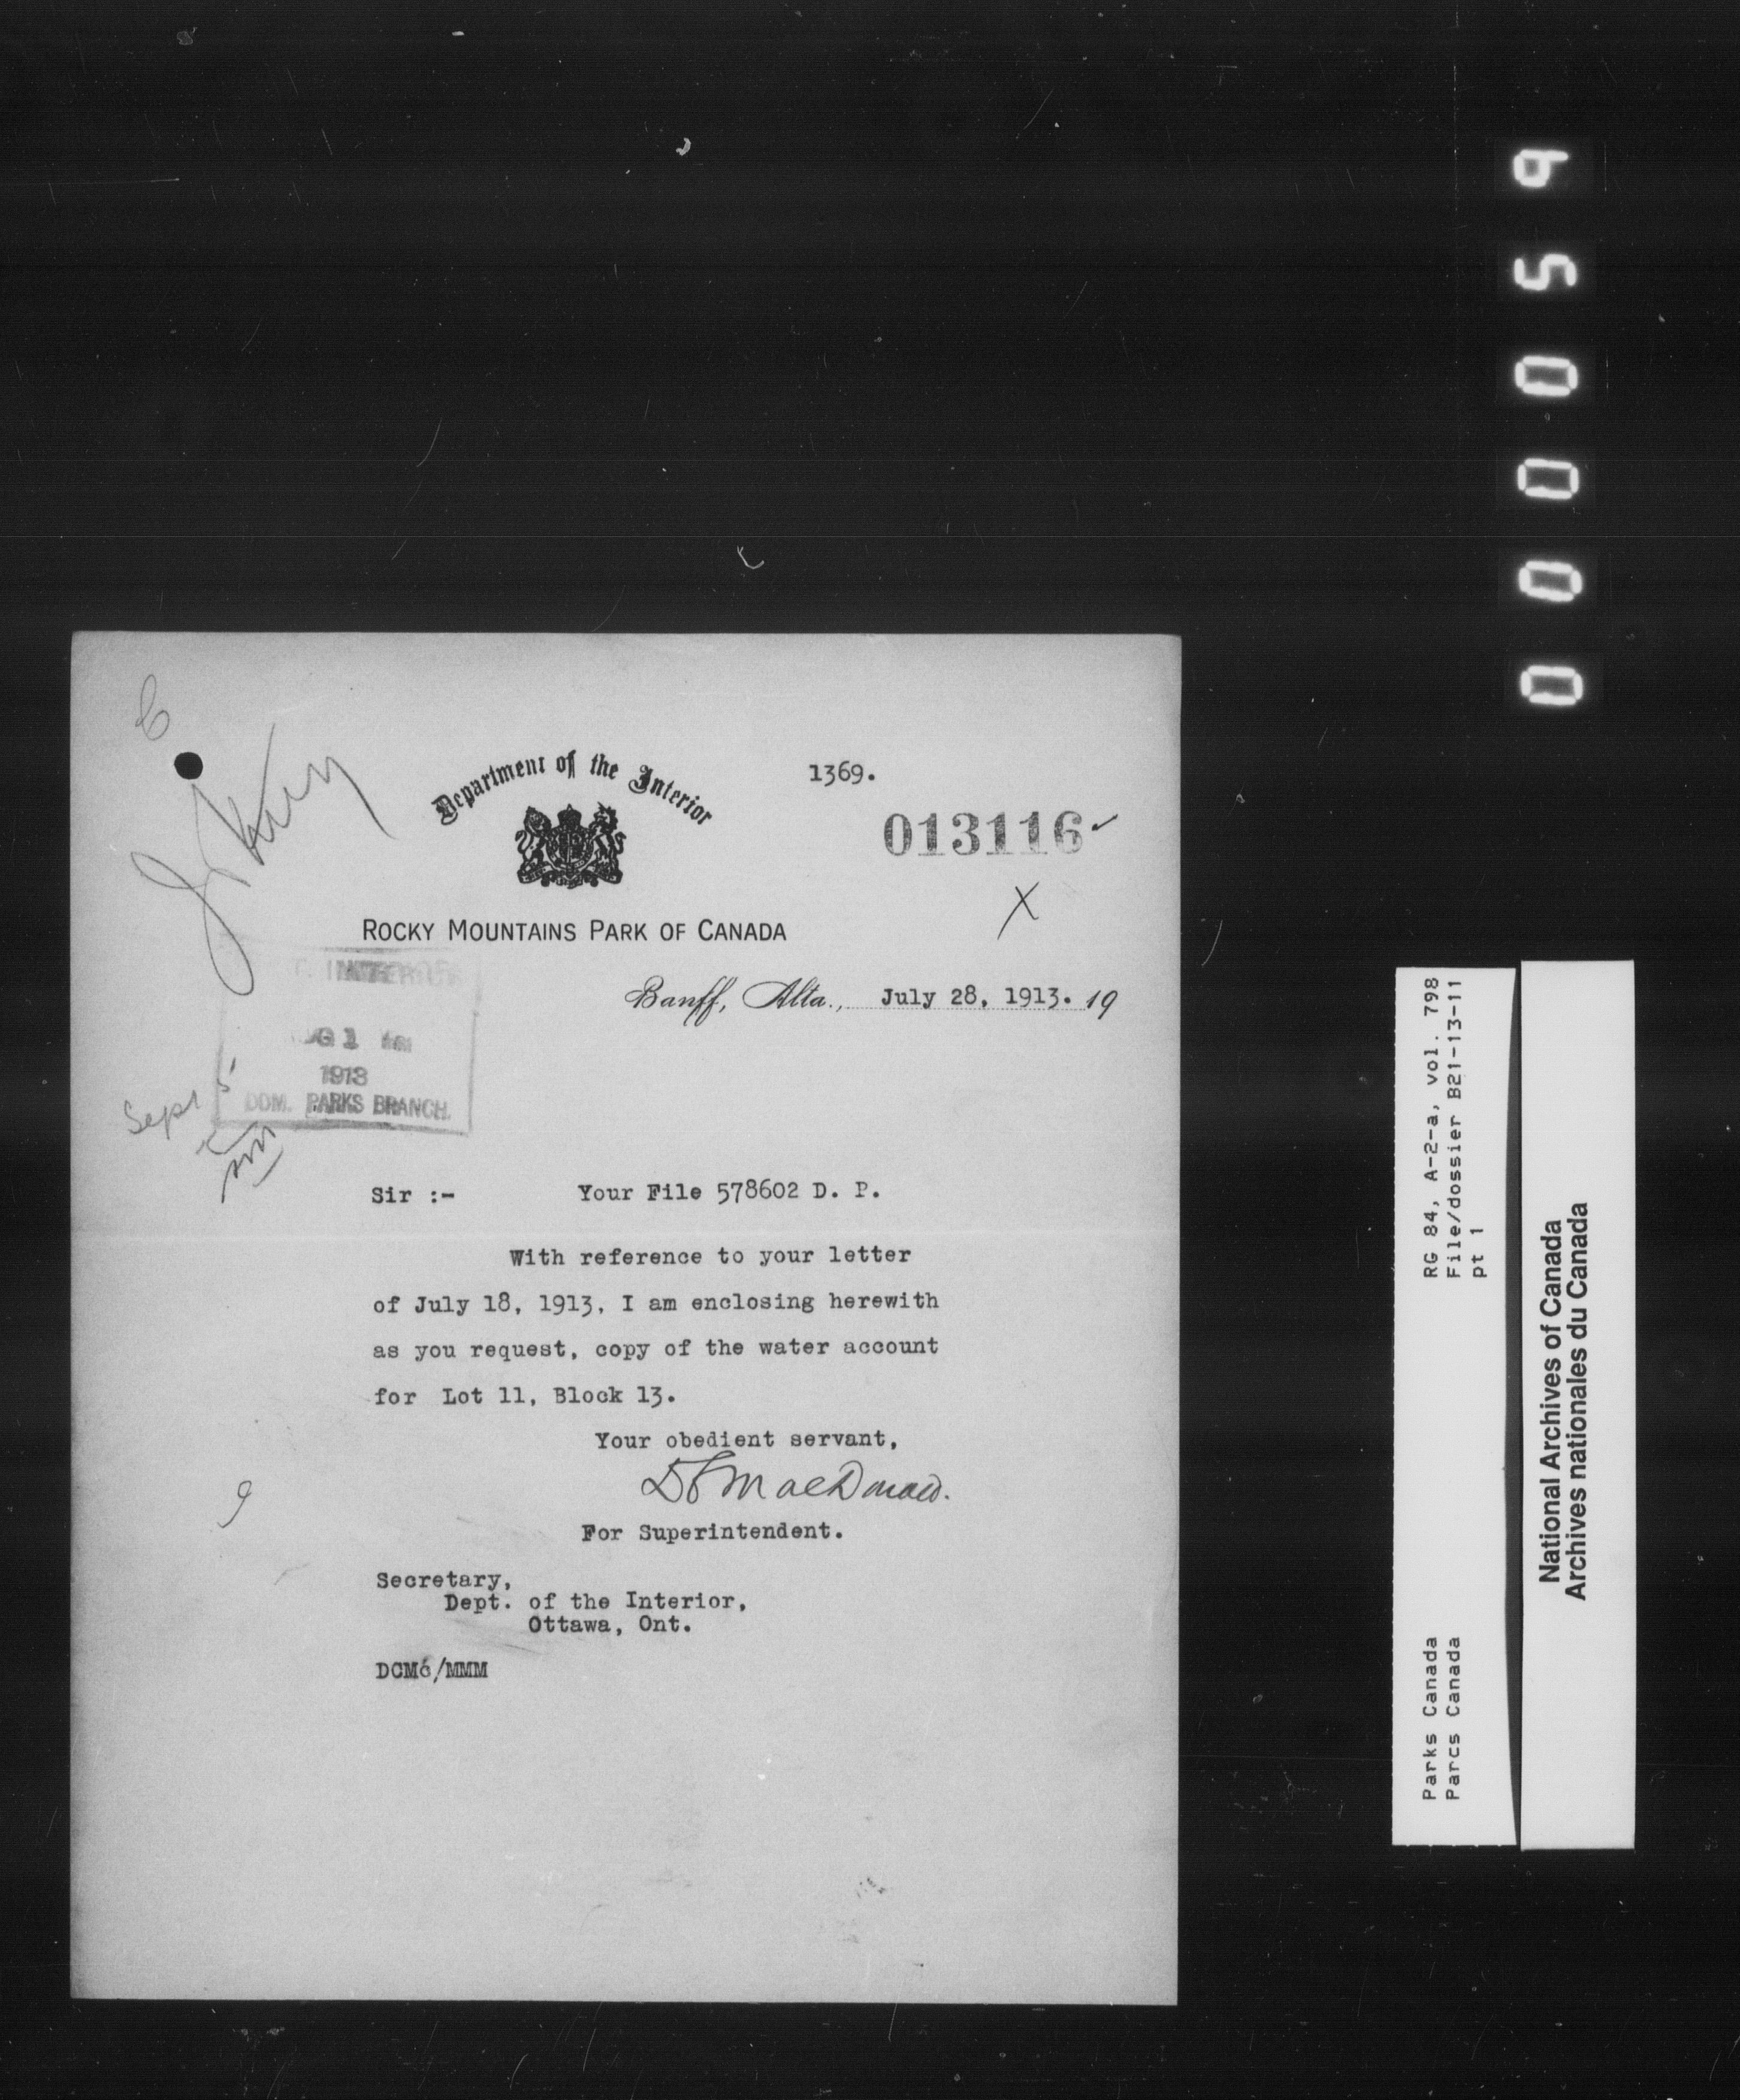 Department of the Interior
1369.
013116
X
ROCKY MOUNTAINS PARK OF CANADA
Banff, Alta., July 28, 1913. 19
1913
DOM. PARKS BRANCH.
Sept 5
Sir :- Your File 578602 D. P.
With reference to your letter
of July 18, 1913, I am enclosing herewith
as you request, copy of the water account
for Lot 11, Block 13.
Your obedient servant,
MacDonald.
For Superintendent.
Secretary,
Dept. of the Interior,
Ottawa, Ont.
DCMc/MMM
000059
RG 84, A-2-a, vol. 798
File/dossier B21-13-11
pt 1
Parks Canada
Parcs Canada
National Archives of Canada
Archives nationales du Canada